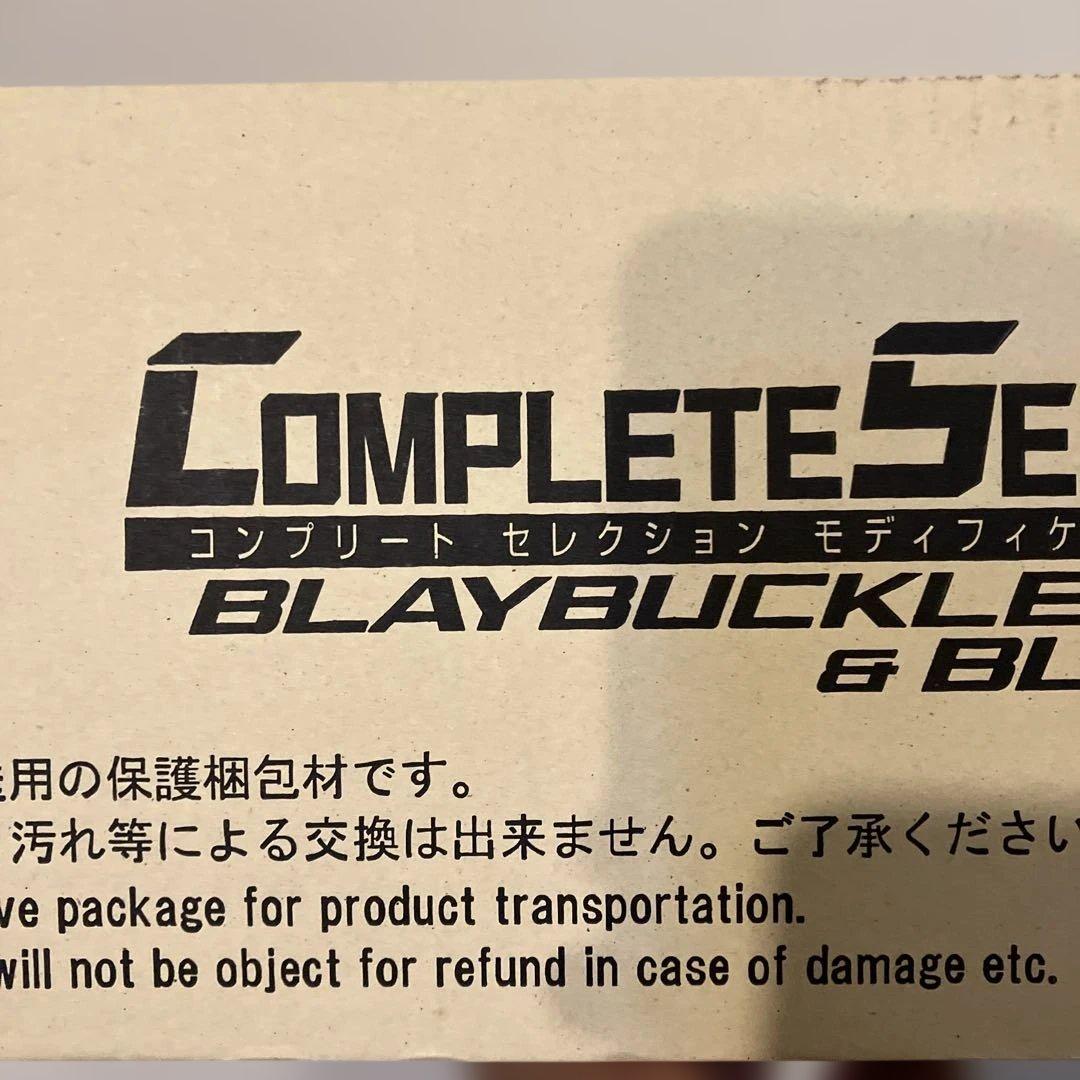 COMPLETE SE
コンプリート セレクション モディフィケ
BLAYBUCKLE
& BL
用の保護梱包材です。
汚れ等による交換は出来ません。ご了承ください
ve package for product transportation.
will not be object for refund in case of damage etc.